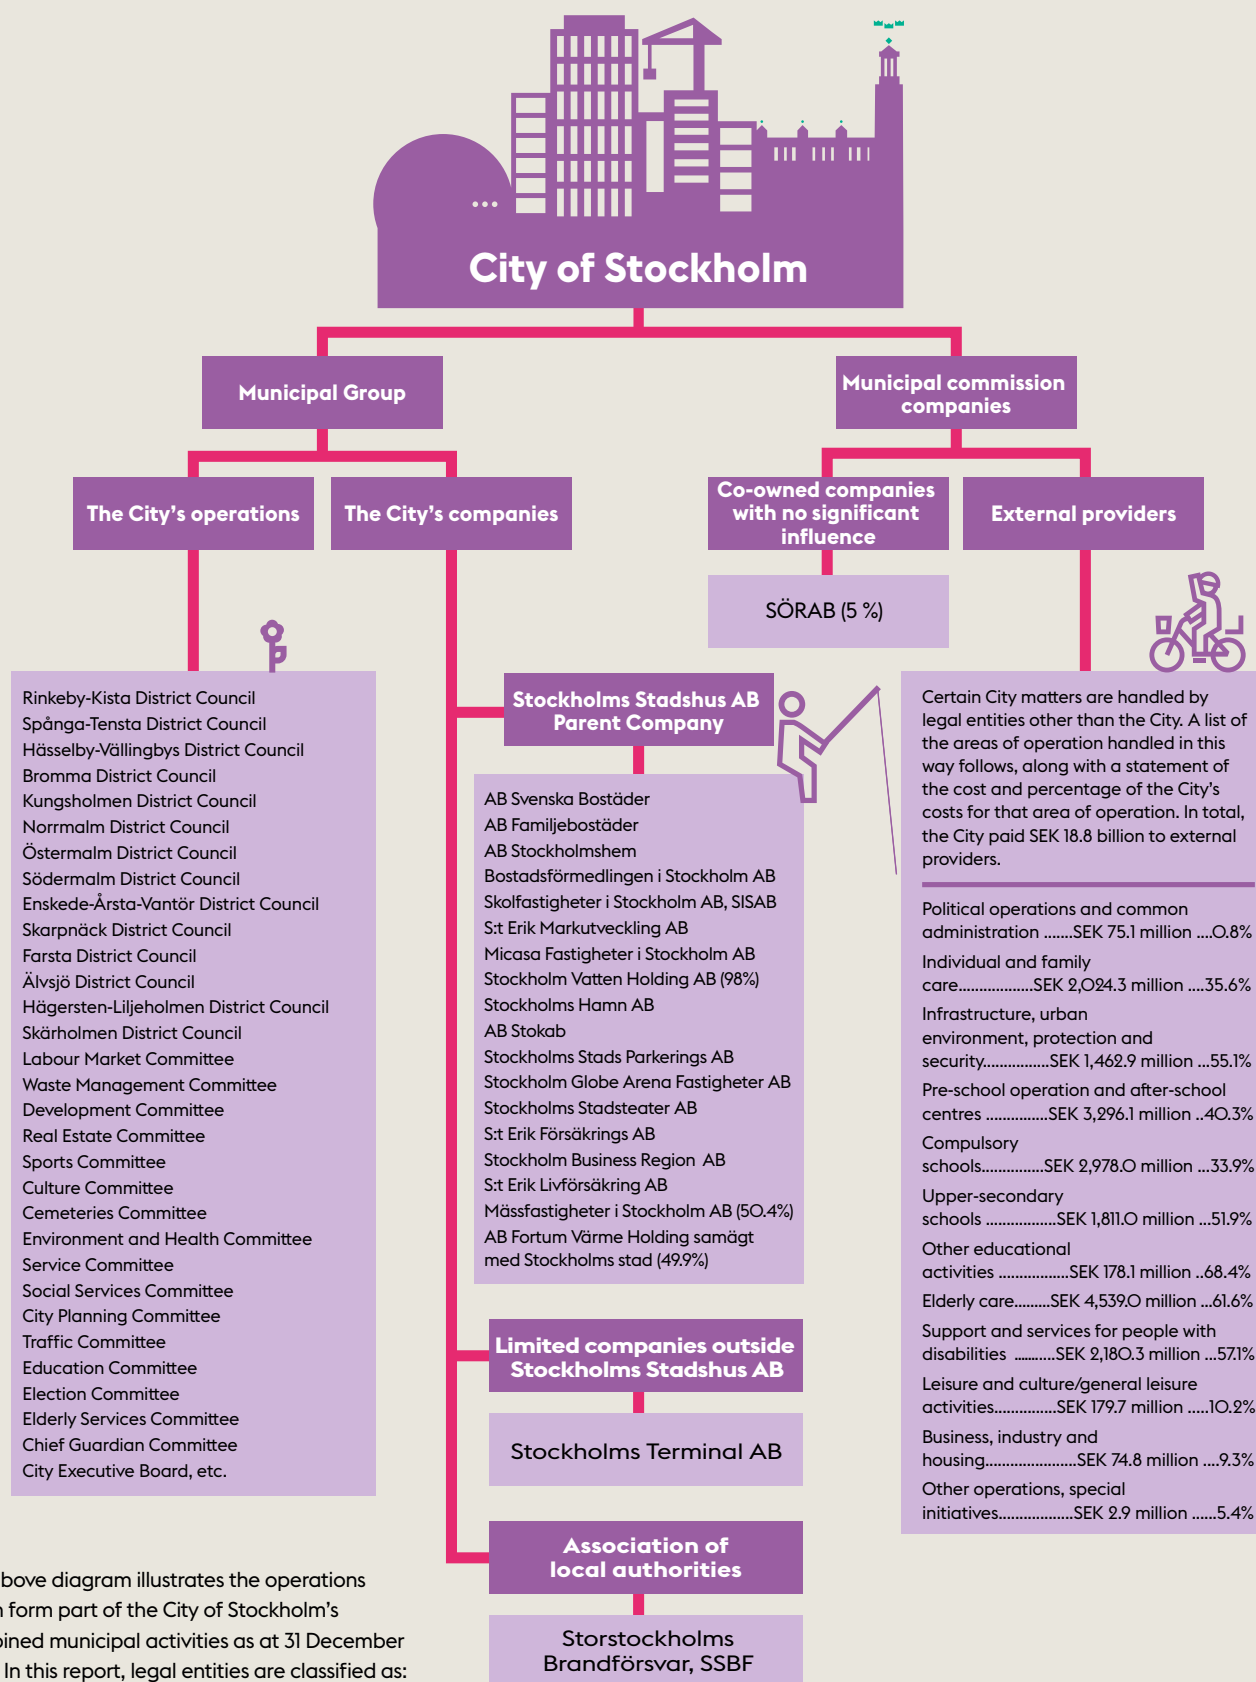 City of Stockholm
Municipal Group
Municipal commission
companies
The City's operations
The City's companies
Co-owned companies
with no significant
influence
External providers
SÖRAB (5 %)
Rinkeby-Kista District Council
Spånga-Tensta District Council
Hässelby-Vällingbys District Council
Bromma District Council
Kungsholmen District Council
Norrmalm District Council
Östermalm District Council
Södermalm District Council
Enskede-Årsta-Vantör District Council
Skarpnäck District Council
Farsta District Council
Älvsjö District Council
Hägersten-Liljeholmen District Council
Skärholmen District Council
Labour Market Committee
Waste Management Committee
Development Committee
Real Estate Committee
Sports Committee
Culture Committee
Cemeteries Committee
Environment and Health Committee
Service Committee
Social Services Committee
City Planning Committee
Traffic Committee
Education Committee
Election Committee
Elderly Services Committee
Chief Guardian Committee
City Executive Board, etc.
Stockholms Stadshus AB
Parent Company
AB Svenska Bostäder
AB Familjebostäder
AB Stockholmshem
Bostadsförmedlingen i Stockholm AB
Skolfastigheter i Stockholm AB, SISAB
S:t Erik Markutveckling AB
Micasa Fastigheter i Stockholm AB
Stockholm Vatten Holding AB (98%)
Stockholms Hamn AB
AB Stokab
Stockholms Stads Parkerings AB
Stockholm Globe Arena Fastigheter AB
Stockholms Stadsteater AB
S:t Erik Försäkrings AB
Stockholm Business Region AB
S:t Erik Livförsäkring AB
Mässfastigheter i Stockholm AB (50.4%)
AB Fortum Värme Holding samägt
med Stockholms stad (49.9%)
Limited companies outside
Stockholms Stadshus AB
Stockholms Terminal AB
Association of
local authorities
Storstockholms
Brandförsvar, SSBF
Certain City matters are handled by
legal entities other than the City. A list of
the areas of operation handled in this
way follows, along with a statement of
the cost and percentage of the City's
costs for that area of operation. In total,
the City paid SEK 18.8 billion to external
providers.
Political operations and common
administration .......SEK 75.1 million ....0.8%
Individual and family
care..................SEK 2,024.3 million ....35.6%
Infrastructure, urban
environment, protection and
security................SEK 1,462.9 million ...55.1%
Pre-school operation and after-school
centres ...............SEK 3,296.1 million ..40.3%
Compulsory
schools...............SEK 2,978.0 million ...33.9%
Upper-secondary
schools .................SEK 1,811.0 million ...51.9%
Other educational
activities .................SEK 178.1 million ..68.4%
Elderly care.........SEK 4,539.0 million ...61.6%
Support and services for people with
disabilities ..........SEK 2,180.3 million ...57.1%
Leisure and culture/general leisure
activities...............SEK 179.7 million .....10.2%
Business, industry and
housing......................SEK 74.8 million ....9.3%
Other operations, special
initiatives..................SEK 2.9 million ......5.4%
bove diagram illustrates the operations
form part of the City of Stockholm's
ined municipal activities as at 31 December
In this report, legal entities are classified as: